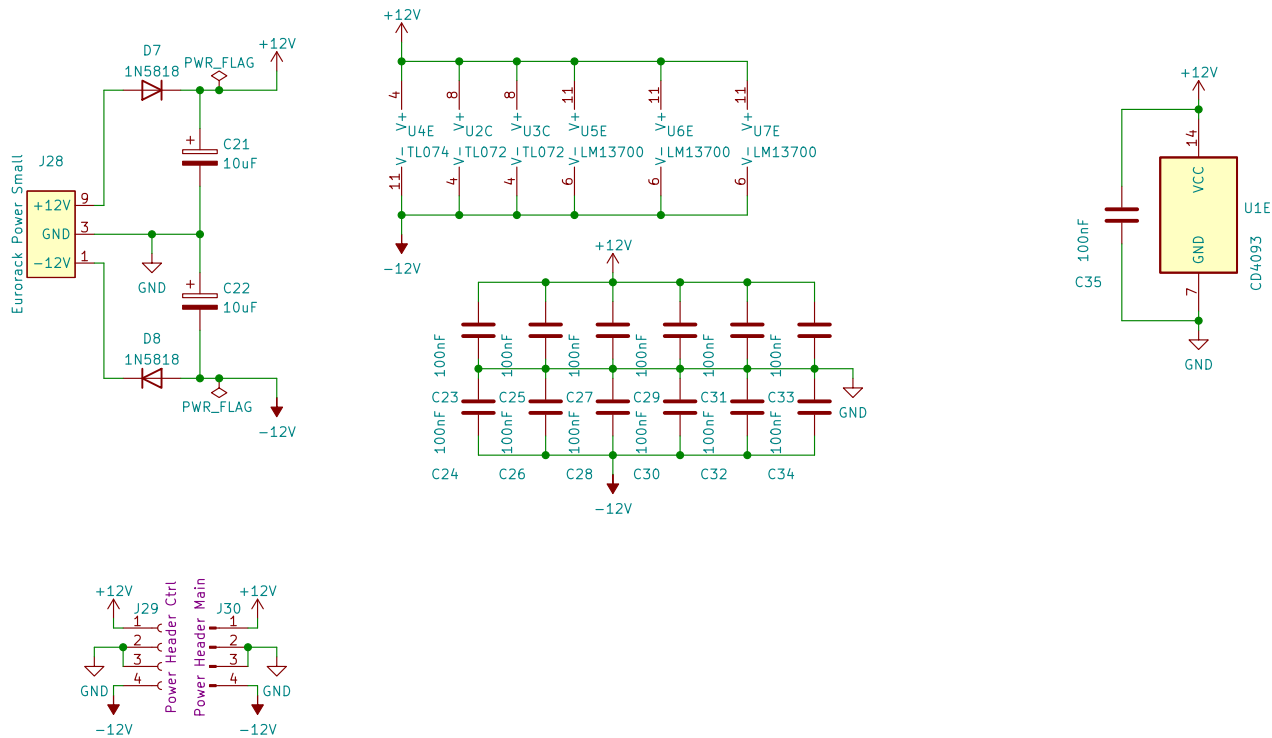 +12V
D7
PWR_FLAG
1N5818
J28
Eurorack Power Small
+12V
9
GND
3
-12V
1
+
C21
10uF
GND
+
C22
10uF
D8
1N5818
PWR_FLAG
-12V
+12V
4
8
8
11
11
11
V+
V+
V+
V+
V+
V+
U4E
U2C
U3C
U5E
U6E
U7E
TL074
TL072
TL072
LM13700
LM13700
LM13700
V-
V-
V-
V-
V-
V-
11
4
4
6
6
6
-12V
+12V
100nF
100nF
100nF
100nF
100nF
100nF
C23
C25
C27
C29
C31
C33
GND
100nF
100nF
100nF
100nF
100nF
100nF
C24
C26
C28
C30
C32
C34
-12V
+12V
14
VCC
U1E
100nF
GND
CD4093
C35
7
GND
+12V
J29
1
2
3
4
GND
-12V
Power Header Ctrl
Power Header Main
+12V
J30
1
2
3
4
GND
-12V